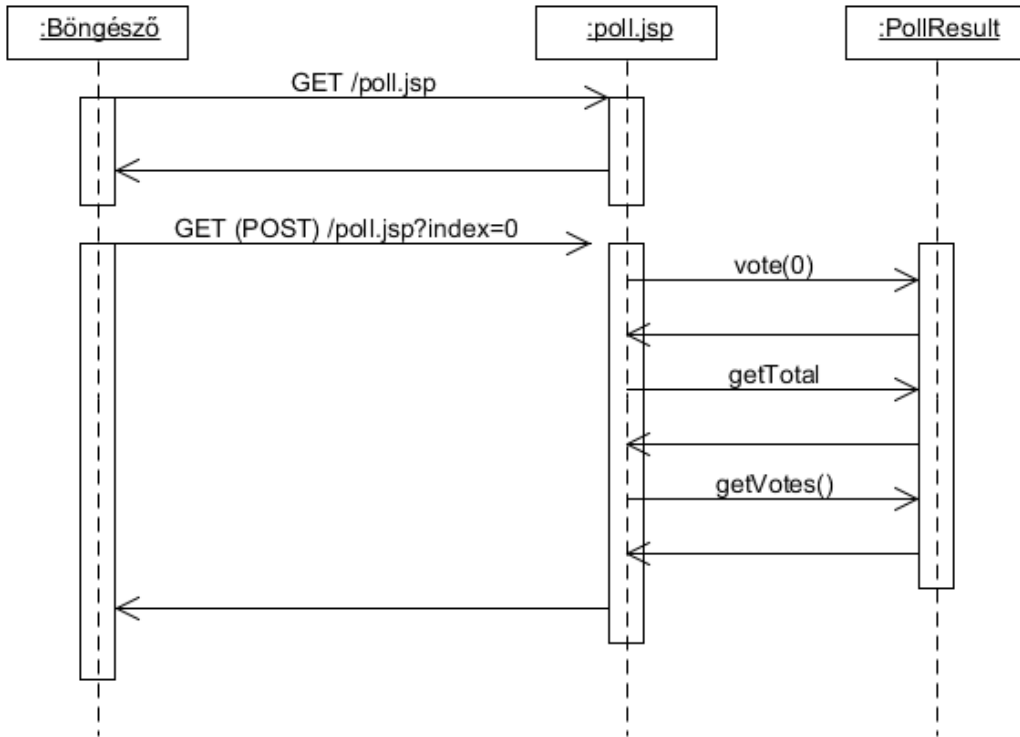 :Böngésző
:poll.jsp
:PollResult
GET /poll.jsp
GET (POST) /poll.jsp?index=0
vote(0)
getTotal
getVotes()